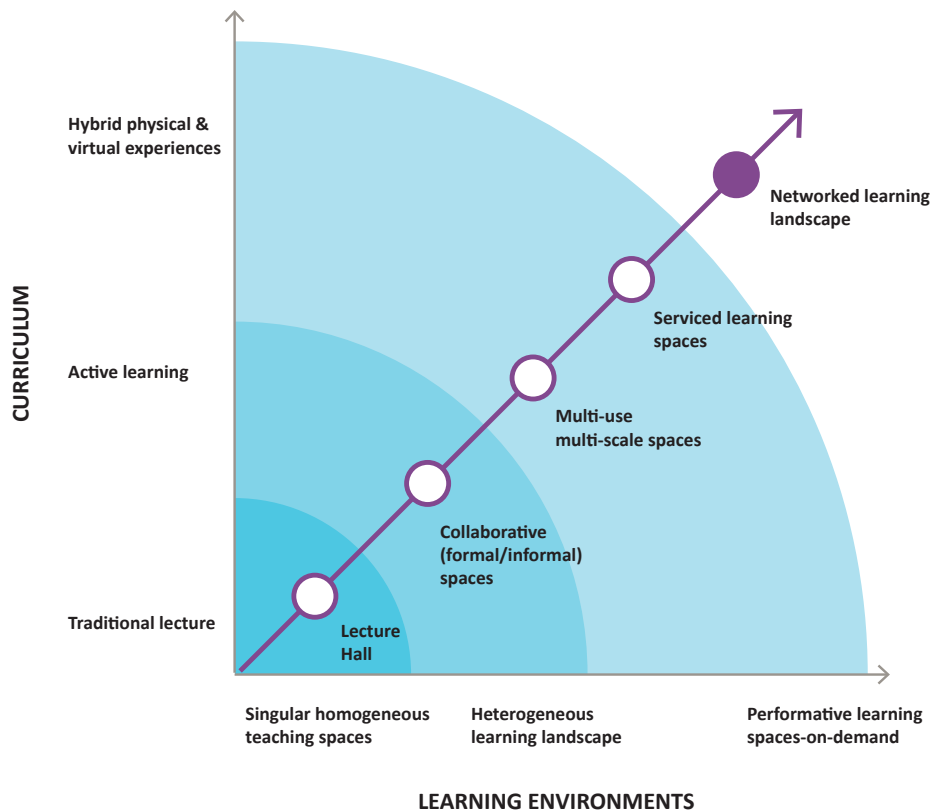 Hybrid physical &
virtual experiences
Networked learning
landscape
Serviced learning
spaces
CURRICULUM
Active learning
Multi-use
multi-scale spaces
Collaborative
(formal/informal)
spaces
Traditional lecture
Lecture
Hall
Singular homogeneous
teaching spaces
Heterogeneous
learning landscape
Performative learning
spaces-on-demand
LEARNING ENVIRONMENTS